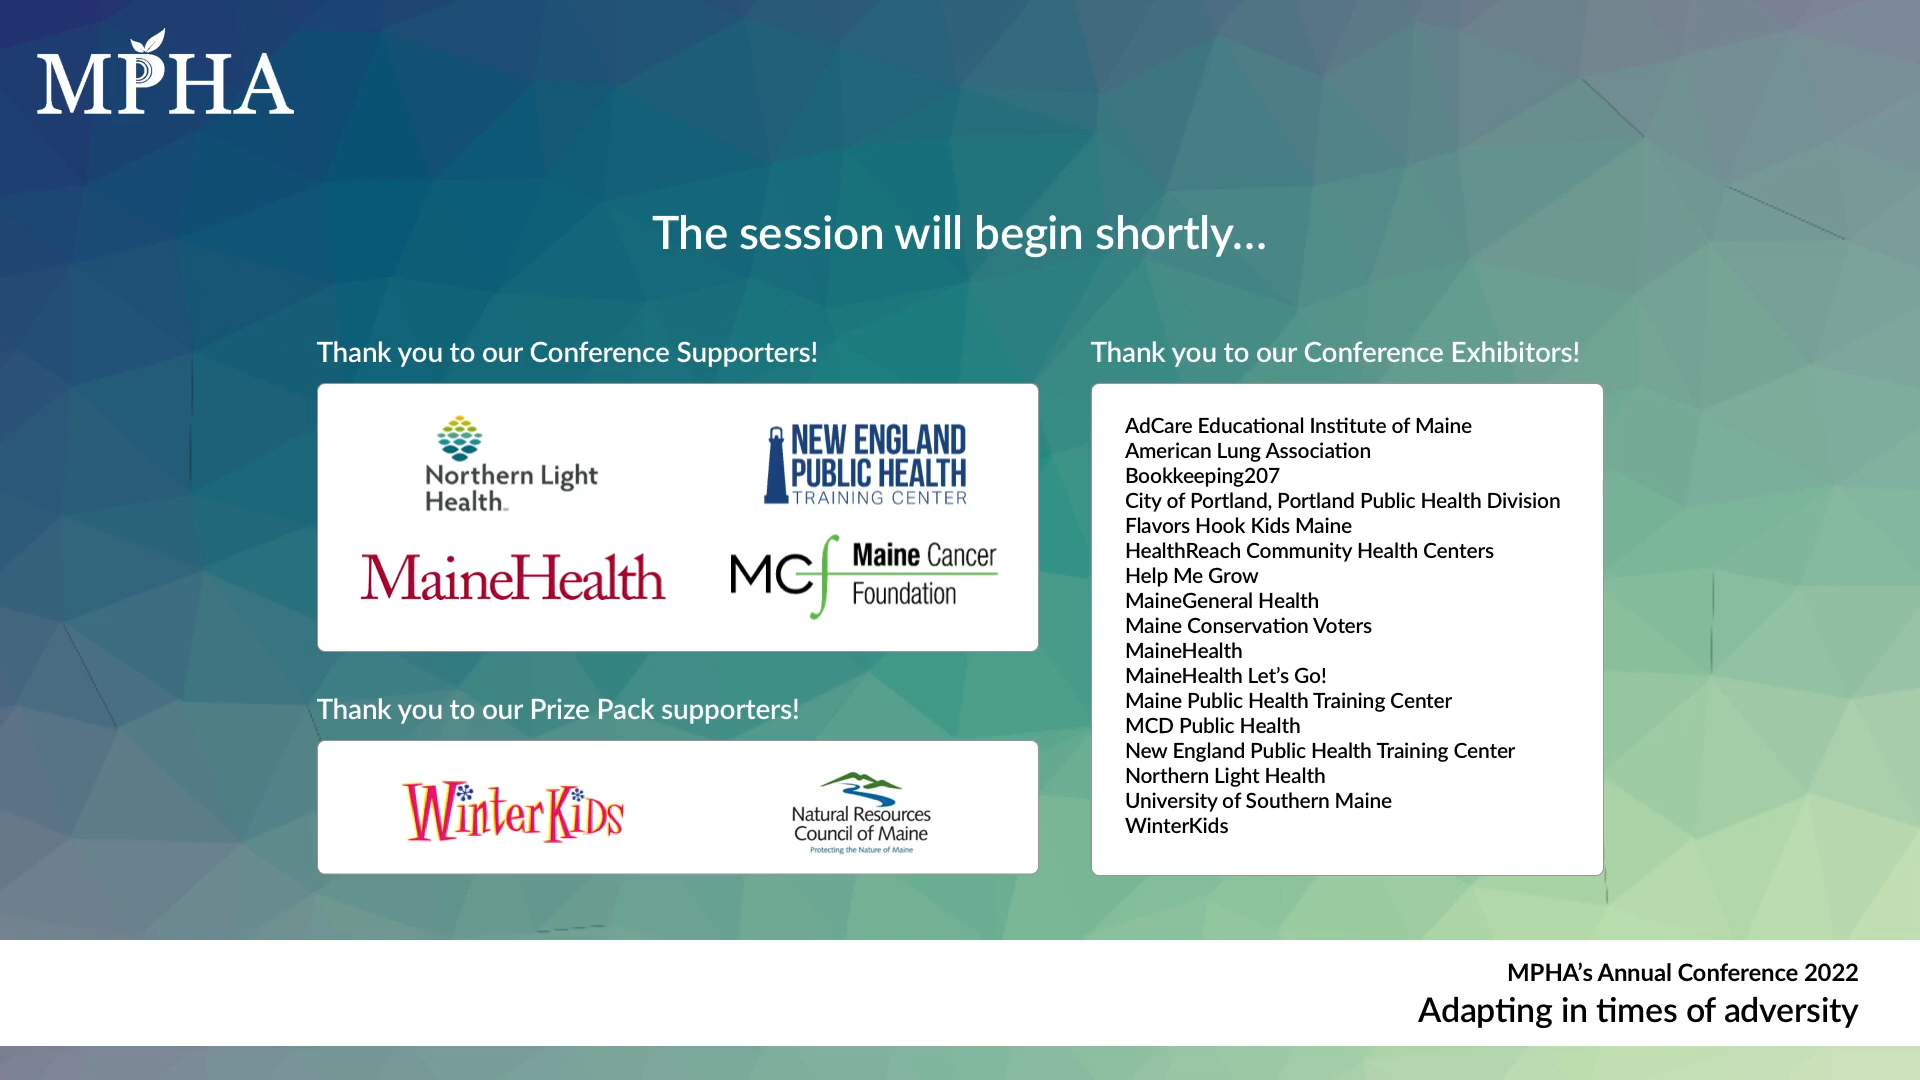 MPHA
The session will begin shortly...
Thank you to our Conference Supporters!
Northern Light
Health™
NEW ENGLAND
PUBLIC HEALTH
TRAINING CENTER
MaineHealth
MCf
Maine Cancer
Foundation
Thank you to our Prize Pack supporters!
WinterKids
Natural Resources
Council of Maine
Protecting the Nature of Maine
Thank you to our Conference Exhibitors!
AdCare Educational Institute of Maine
American Lung Association
Bookkeeping207
City of Portland, Portland Public Health Division
Flavors Hook Kids Maine
HealthReach Community Health Centers
Help Me Grow
MaineGeneral Health
Maine Conservation Voters
MaineHealth
MaineHealth Let’s Go!
Maine Public Health Training Center
MCD Public Health
New England Public Health Training Center
Northern Light Health
University of Southern Maine
WinterKids
MPHA’s Annual Conference 2022
Adapting in times of adversity